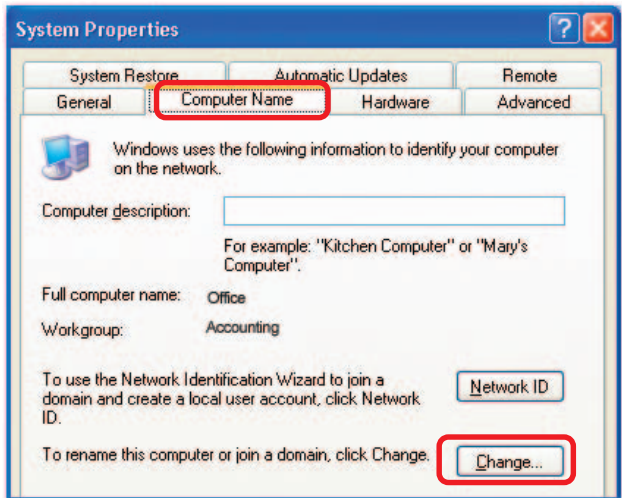 System Properties
System Restore
Automatic Updates
Remote
General
Computer Name
Hardware
Advanced
Windows uses the following information to identify your computer
on the network.
Computer description:
For example: "Kitchen Computer" or "Mary's
Computer".
Full computer name:
Office
Workgroup:
Accounting
To use the Network Identification Wizard to join a
domain and create a local user account, click Network
ID.
Network ID
To rename this computer or join a domain, click Change.
Change...